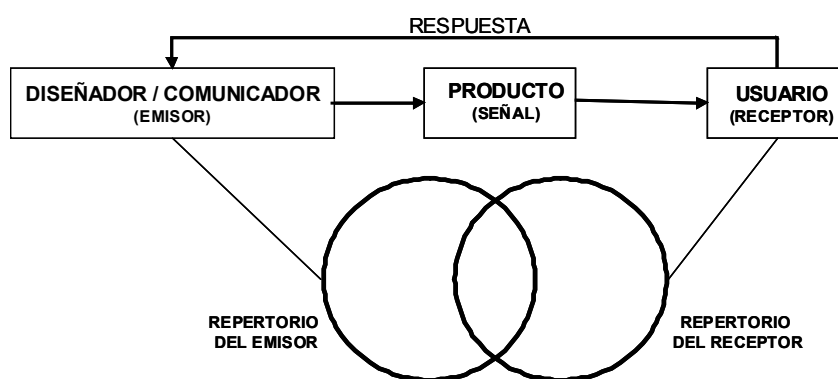 RESPUESTA
DISEÑADOR / COMUNICADOR
(EMISOR)
PRODUCTO
(SEÑAL)
USUARIO
(RECEPTOR)
REPERTORIO
DEL EMISOR
REPERTORIO
DEL RECEPTOR